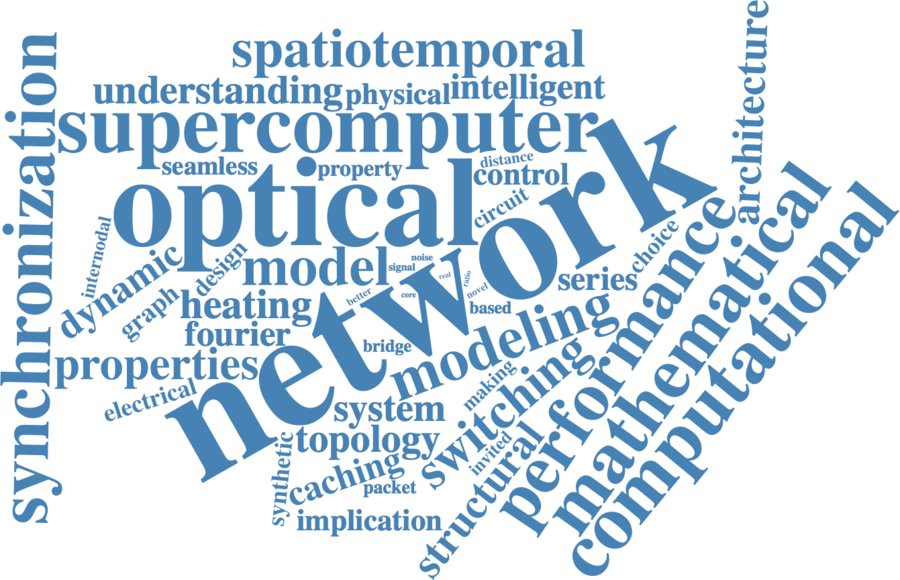 spatiotemporal
understanding
physical
intelligent
supercomputer
architecture
synchronization
seamless
property
distance
control
optical
network
circuit
internodal
dynamic
design
graph
model
signal
noise
real
ratio
novel
choice
series
better
core
based
heating
fourier
bridge
modeling
properties
electrical
making
switching
performance
mathematical
computational
system
topology
invited
structural
synthetic
caching
packet
implication